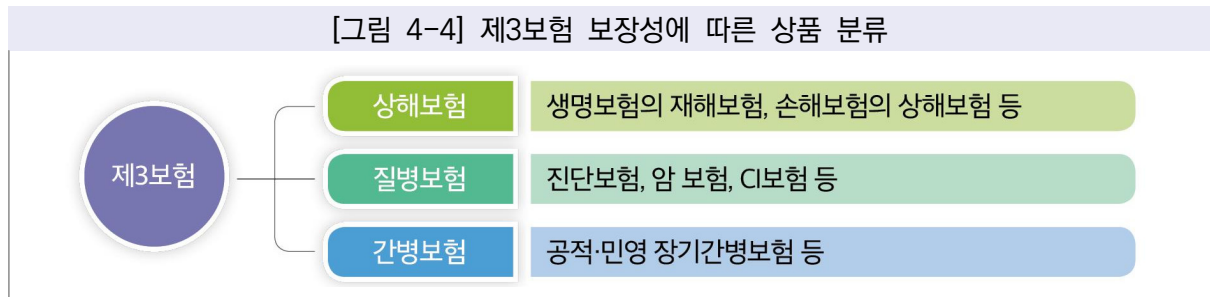 [그림 4-4] 제3보험 보장성에 따른 상품 분류
제3보험
상해보험
생명보험의 재해보험, 손해보험의 상해보험 등
질병보험
진단보험, 암 보험, CI보험 등
간병보험
공적·민영 장기간병보험 등